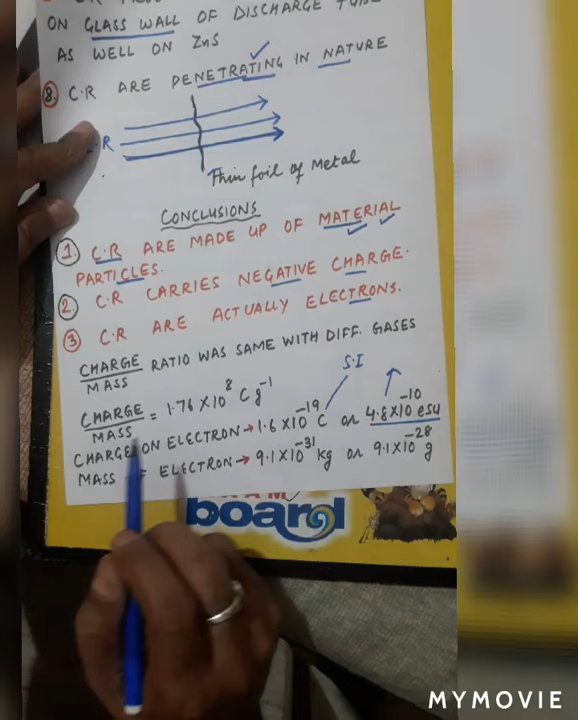 ON GLASS WALL OF DISCHARGE TUBE
AS WELL ON ZnS
8. C.R ARE PENETRATING IN NATURE
R
Thin foil of Metal
CONCLUSIONS
1. C.R ARE MADE UP OF MATERIAL
PARTICLES.
2. C.R CARRIES NEGATIVE CHARGE.
3 C.R ARE ACTUALLY ELECTRONS.
CHARGE/MASS RATIO WAS SAME WITH DIFF. GASES
S.I
CHARGE/MASS = 1.76 X 10⁸ C g⁻¹
CHARGE ON ELECTRON → 1.6 X 10⁻¹⁹ C or 4.8 X 10⁻¹⁰ esu
MASS ELECTRON → 9.1 X 10⁻³¹ kg or 9.1 X 10⁻²⁸ g
board
MYMOVIE